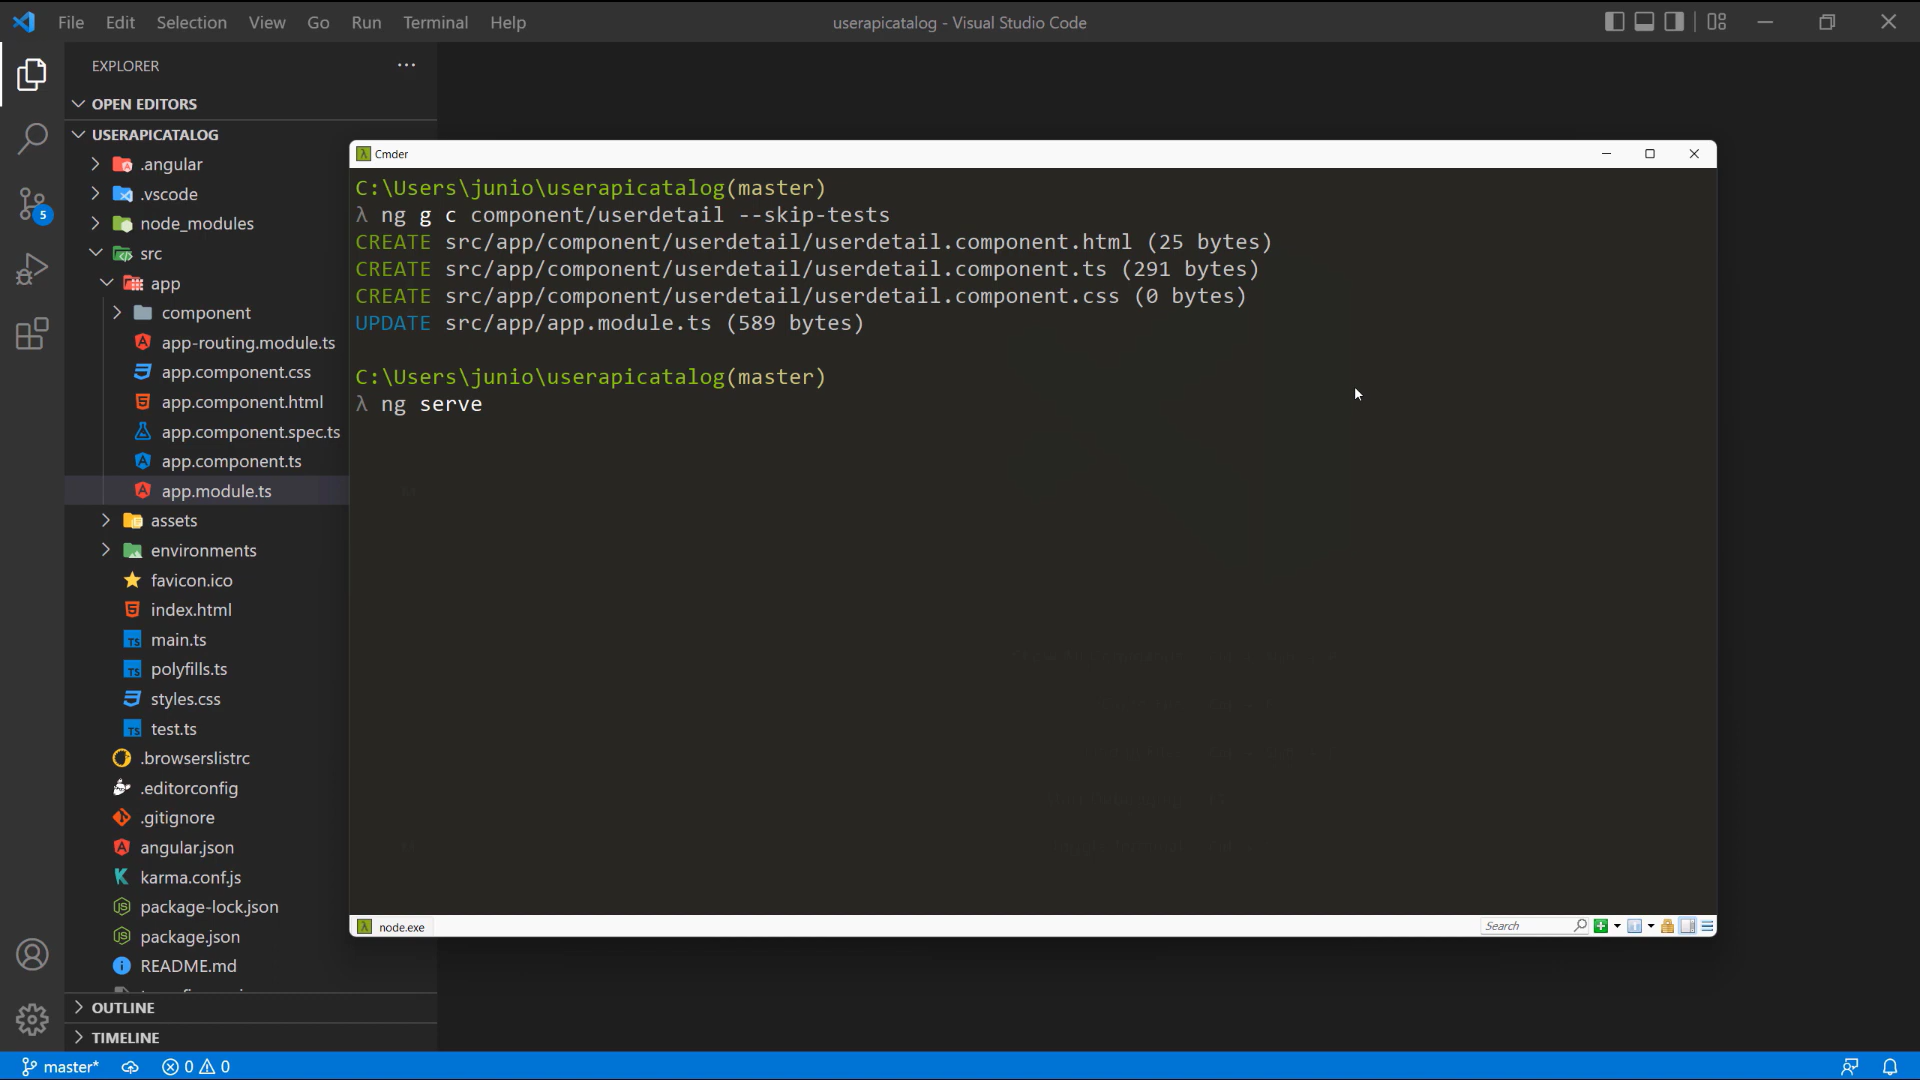 File Edit Selection View Go Run Terminal Help
userapicatalog - Visual Studio Code
EXPLORER
OPEN EDITORS
USERAPICATALOG
.angular
.vscode
node_modules
src
app
component
app-routing.module.ts
app.component.css
app.component.html
app.component.spec.ts
app.component.ts
app.module.ts
assets
environments
favicon.ico
index.html
main.ts
polyfills.ts
styles.css
test.ts
.browserslistrc
.editorconfig
.gitignore
angular.json
karma.conf.js
package-lock.json
package.json
README.md
OUTLINE
TIMELINE
5
Cmder
C:\Users\junio\userapicatalog(master)
λ ng g c component/userdetail --skip-tests
CREATE src/app/component/userdetail/userdetail.component.html (25 bytes)
CREATE src/app/component/userdetail/userdetail.component.ts (291 bytes)
CREATE src/app/component/userdetail/userdetail.component.css (0 bytes)
UPDATE src/app/app.module.ts (589 bytes)
C:\Users\junio\userapicatalog(master)
λ ng serve
node.exe
Search
master* 0 0